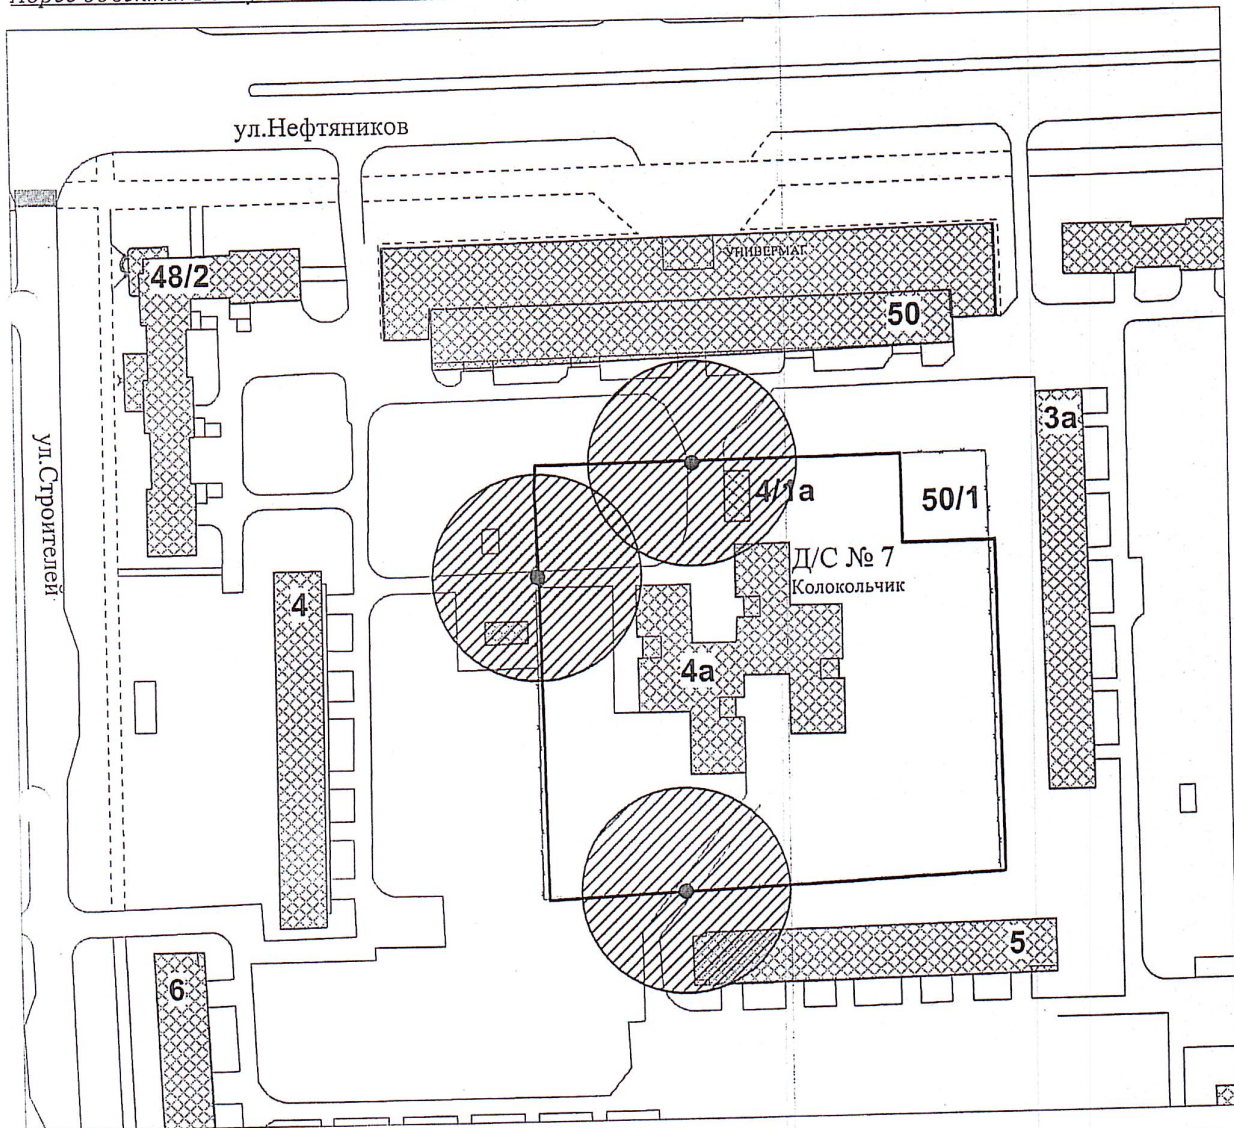 ул.Нефтяников
УНИВЕРМАГ
48/2
50
3а
ул.Строителей
4/1а
50/1
Д/С № 7
Колокольчик
4
4а
5
6